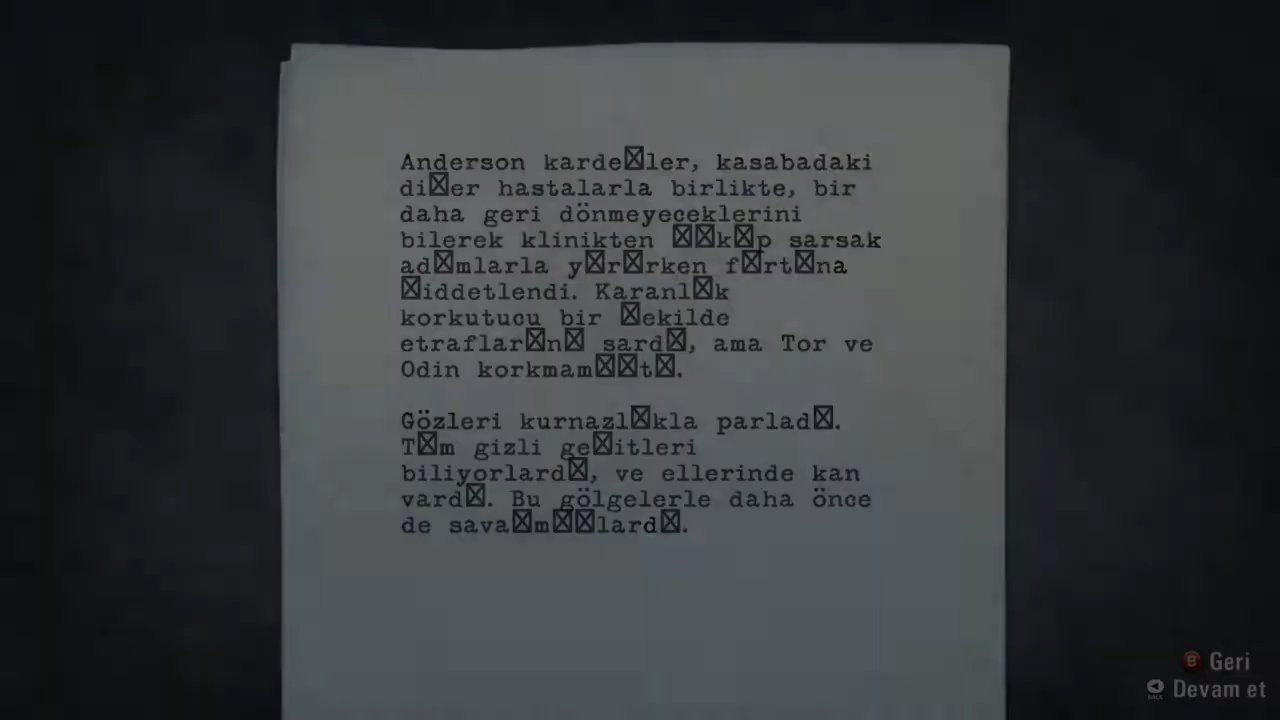 Anderson karde☒ler, kasabadaki
di☒er hastalarla birlikte, bir
daha geri dönmeyeceklerini
bilerek klinikten ☒☒k☒p sarsak
ad☒mlarla y☒r☒rken f☒rt☒na
☒iddetlendi. Karanl☒k
korkutucu bir ☒ekilde
etraflar☒n☒ sard☒, ama Tor ve
Odin korkmam☒☒t☒.
Gözleri kurnazl☒kla parlad☒.
T☒m gizli ge☒itleri
biliyorlard☒, ve ellerinde kan
vard☒. Bu gölgelerle daha önce
de sava☒m☒☒lard☒.
B Geri
BACK Devam et